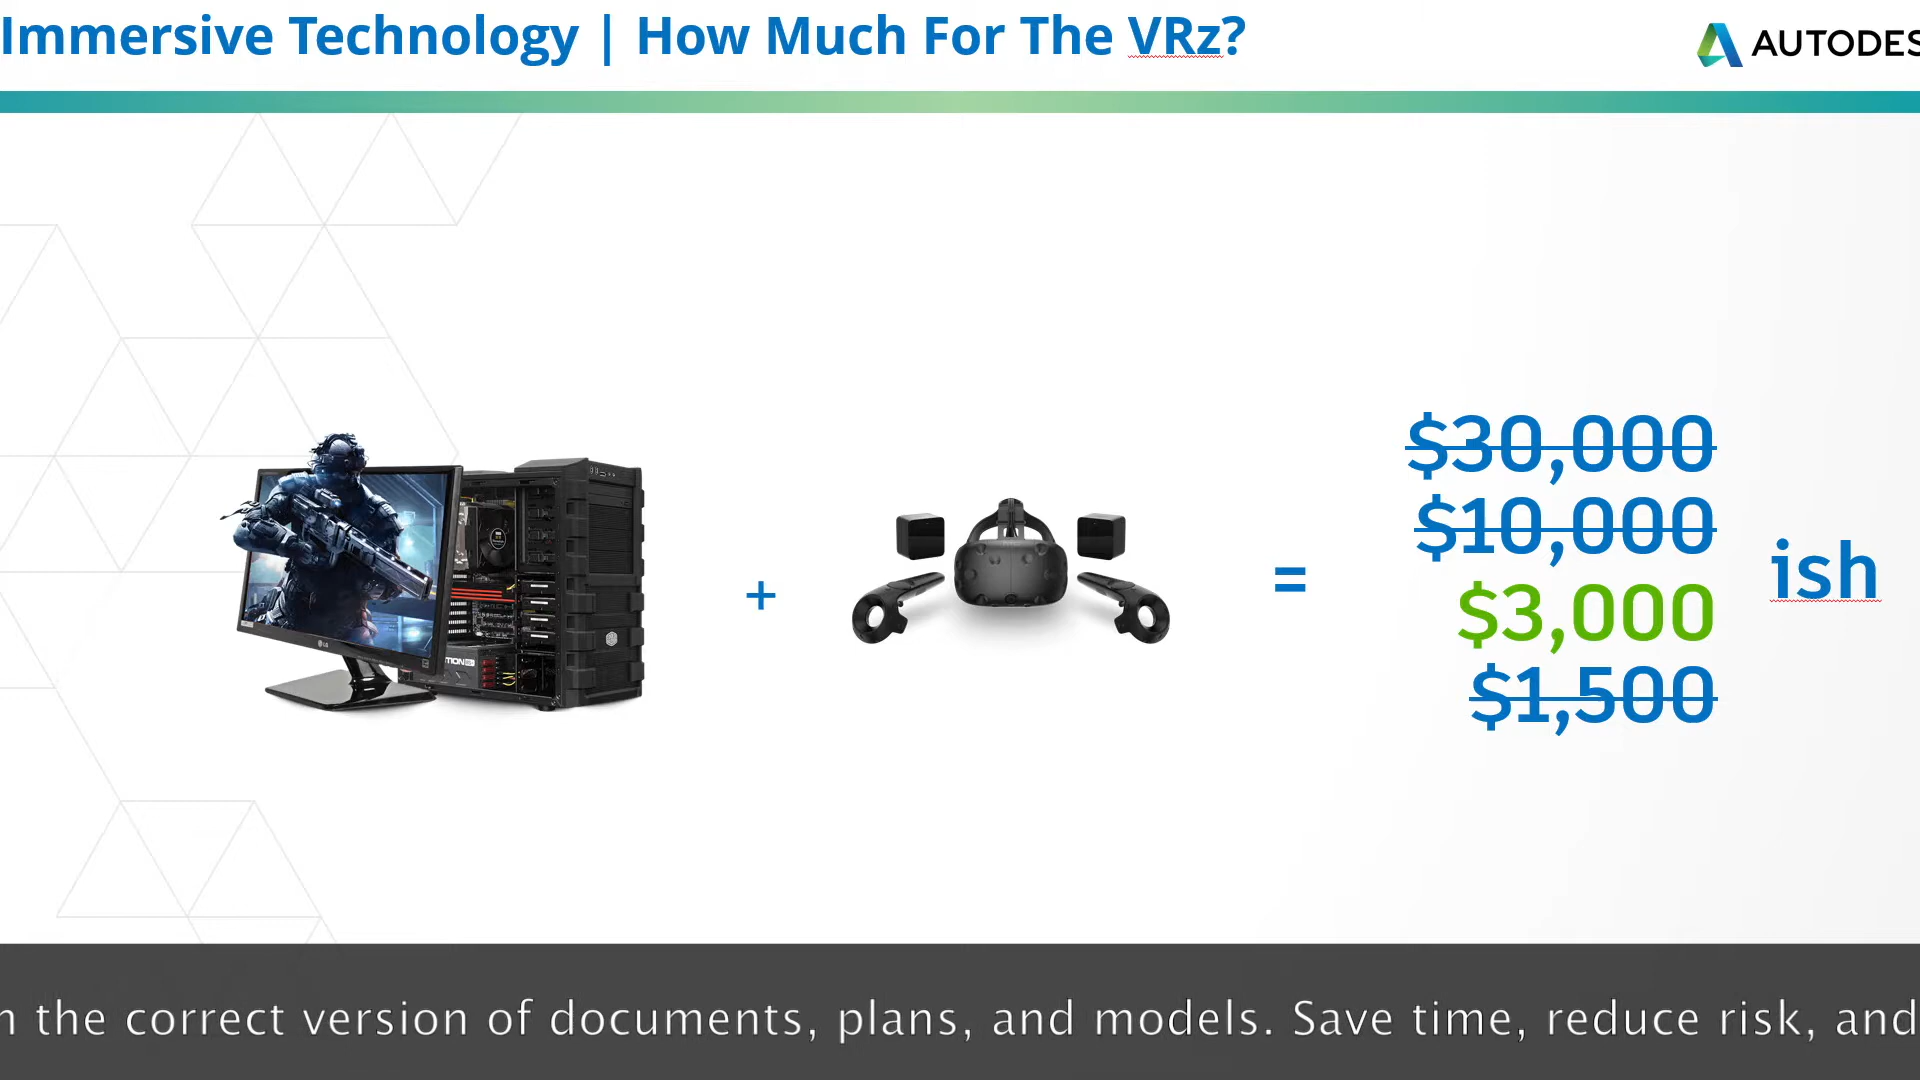 Immersive Technology | How Much For The VRz?
AUTODES
$30,000
$10,000
+
=
ish
$3,000
$1,500
the correct version of documents, plans, and models. Save time, reduce risk, and